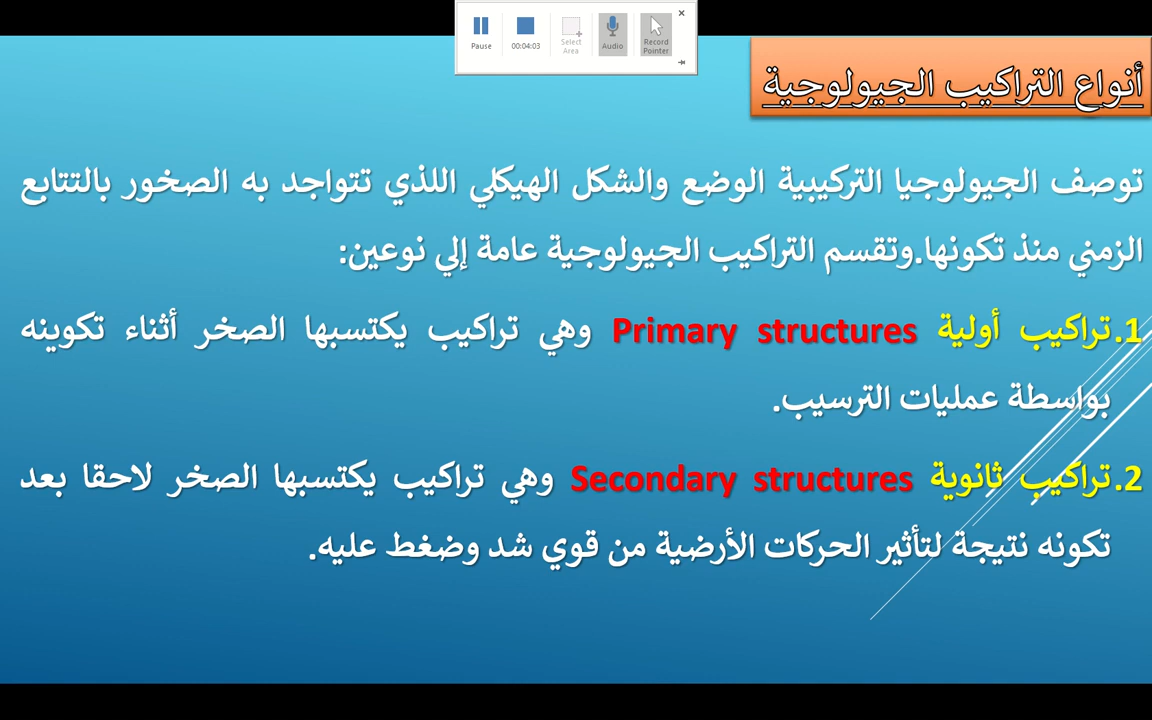 Pause
00:04:03
Select
Area
Audio
Record
Pointer
أنواع التراكيب الجيولوجية
توصف الجيولوجيا التركيبية الوضع والشكل الهيكلي اللذي تتواجد به الصخور بالتتابع
الزمني منذ تكونها.وتقسم التراكيب الجيولوجية عامة إلي نوعين:
1.تراكيب أولية Primary structures وهي تراكيب يكتسبها الصخر أثناء تكوينه
بواسطة عمليات الترسيب.
2.تراكيب ثانوية Secondary structures وهي تراكيب يكتسبها الصخر لاحقا بعد
تكونه نتيجة لتأثير الحركات الأرضية من قوي شد وضغط عليه.